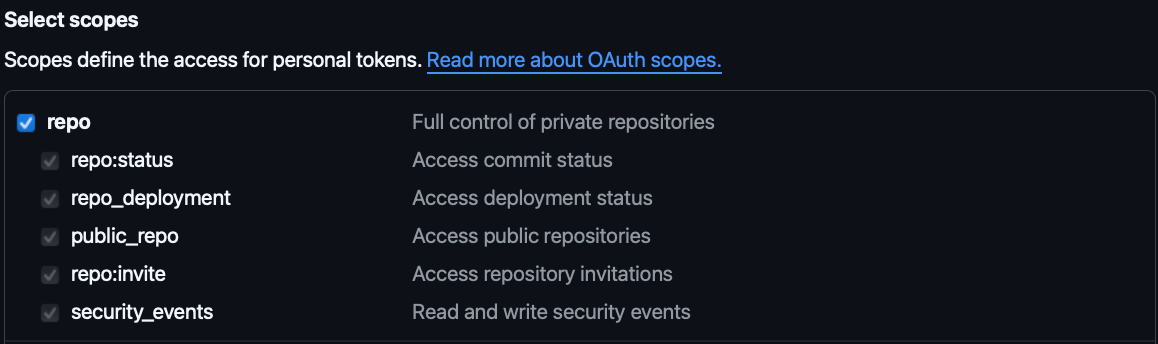 Select scopes
Scopes define the access for personal tokens. Read more about OAuth scopes.
repo Full control of private repositories
repo:status Access commit status
repo_deployment Access deployment status
public_repo Access public repositories
repo:invite Access repository invitations
security_events Read and write security events